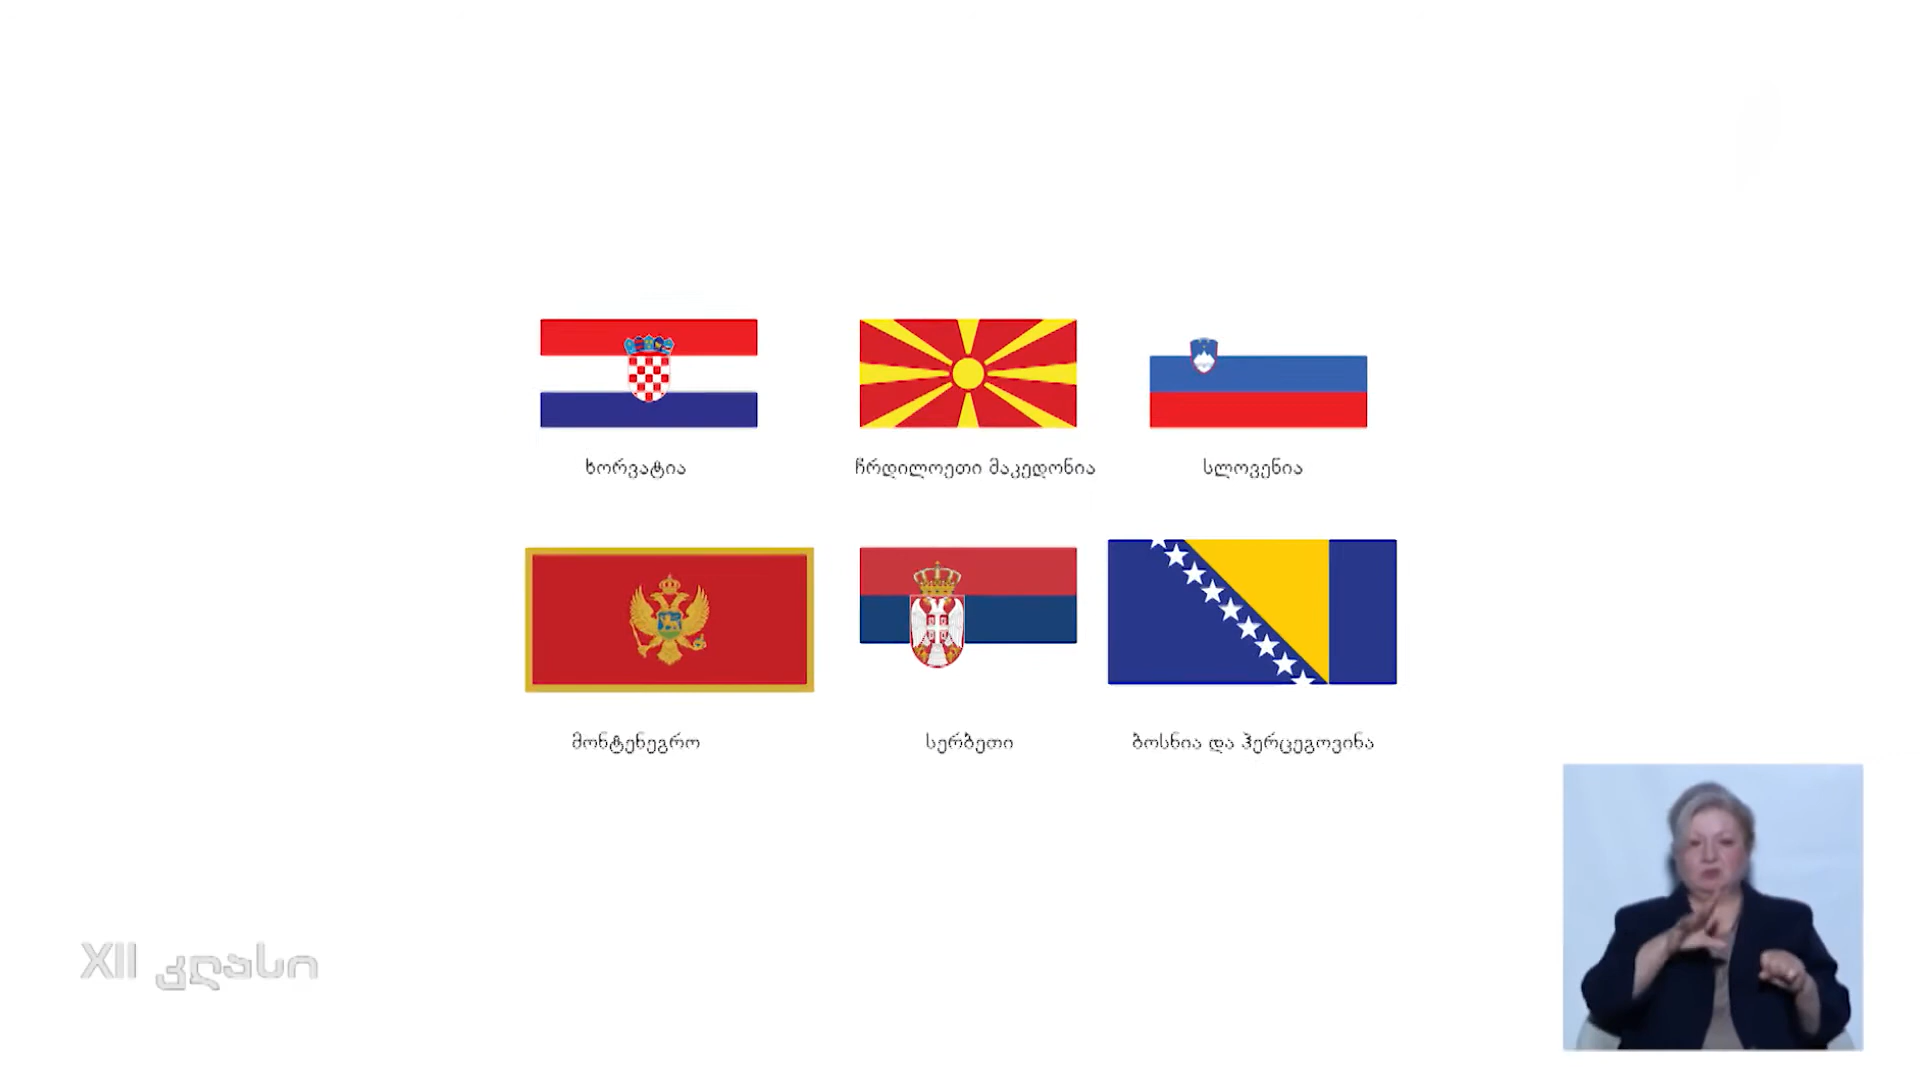 ხორვატია
ჩრდილოეთი მაკედონია
სლოვენია
მონტენეგრო
სერბეთი
ბოსნია და ჰერცეგოვინა
XII კლასი